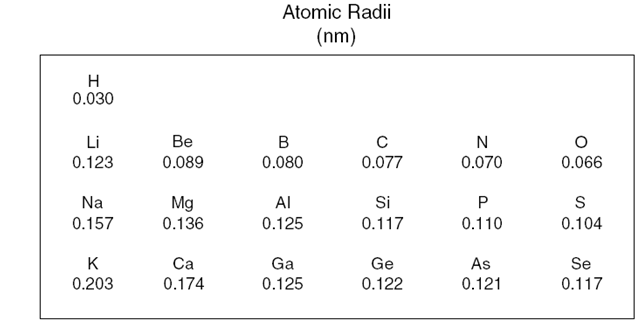 Atomic Radii
(nm)
H
0.030
Li Be B C N O
0.123 0.089 0.080 0.077 0.070 0.066
Na Mg Al Si P S
0.157 0.136 0.125 0.117 0.110 0.104
K Ca Ga Ge As Se
0.203 0.174 0.125 0.122 0.121 0.117